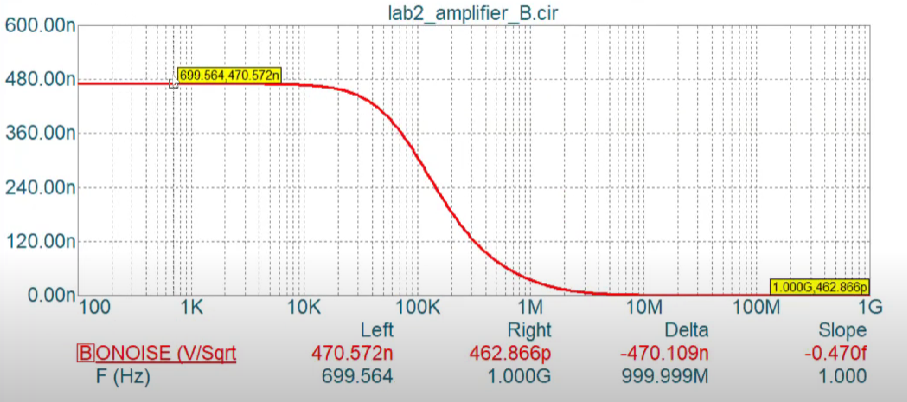 lab2_amplifier_B.cir
600.00n
699.564,470.572n
480.00n
360.00n
240.00n
120.00n
1.000G,462.866p
0.00n
100 1K 10K 100K 1M 10M 100M 1G
Left Right Delta Slope
B ONOISE (V/Sqrt 470.572n 462.866p -470.109n -0.470f
F (Hz) 699.564 1.000G 999.999M 1.000